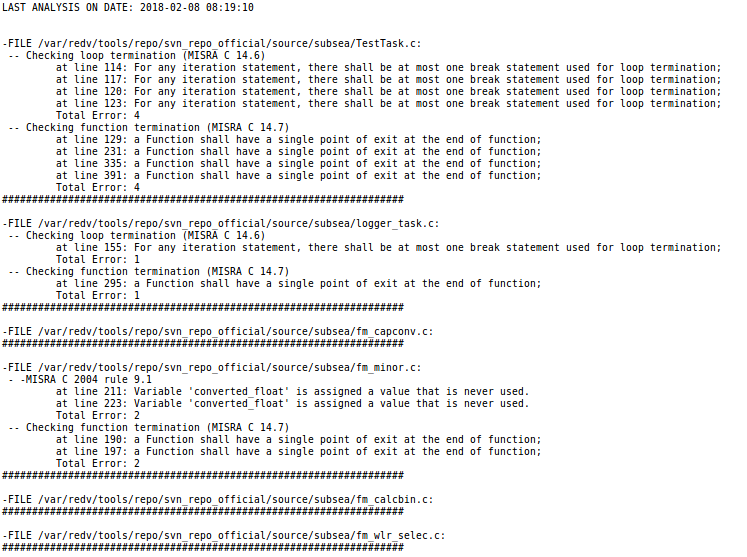 LAST ANALYSIS ON DATE: 2018-02-08 08:19:10
-FILE /var/redv/tools/repo/svn_repo_official/source/subsea/TestTask.c:
-- Checking loop termination (MISRA C 14.6)
at line 114: For any iteration statement, there shall be at most one break statement used for loop termination;
at line 117: For any iteration statement, there shall be at most one break statement used for loop termination;
at line 120: For any iteration statement, there shall be at most one break statement used for loop termination;
at line 123: For any iteration statement, there shall be at most one break statement used for loop termination;
Total Error: 4
-- Checking function termination (MISRA C 14.7)
at line 129: a Function shall have a single point of exit at the end of function;
at line 231: a Function shall have a single point of exit at the end of function;
at line 335: a Function shall have a single point of exit at the end of function;
at line 391: a Function shall have a single point of exit at the end of function;
Total Error: 4
###################################################################
-FILE /var/redv/tools/repo/svn_repo_official/source/subsea/logger_task.c:
-- Checking loop termination (MISRA C 14.6)
at line 155: For any iteration statement, there shall be at most one break statement used for loop termination;
Total Error: 1
-- Checking function termination (MISRA C 14.7)
at line 295: a Function shall have a single point of exit at the end of function;
Total Error: 1
###################################################################
-FILE /var/redv/tools/repo/svn_repo_official/source/subsea/fm_capconv.c:
###################################################################
-FILE /var/redv/tools/repo/svn_repo_official/source/subsea/fm_minor.c:
- -MISRA C 2004 rule 9.1
at line 211: Variable 'converted_float' is assigned a value that is never used.
at line 223: Variable 'converted_float' is assigned a value that is never used.
Total Error: 2
-- Checking function termination (MISRA C 14.7)
at line 190: a Function shall have a single point of exit at the end of function;
at line 197: a Function shall have a single point of exit at the end of function;
Total Error: 2
###################################################################
-FILE /var/redv/tools/repo/svn_repo_official/source/subsea/fm_calcbin.c:
###################################################################
-FILE /var/redv/tools/repo/svn_repo_official/source/subsea/fm_wlr_selec.c:
###################################################################